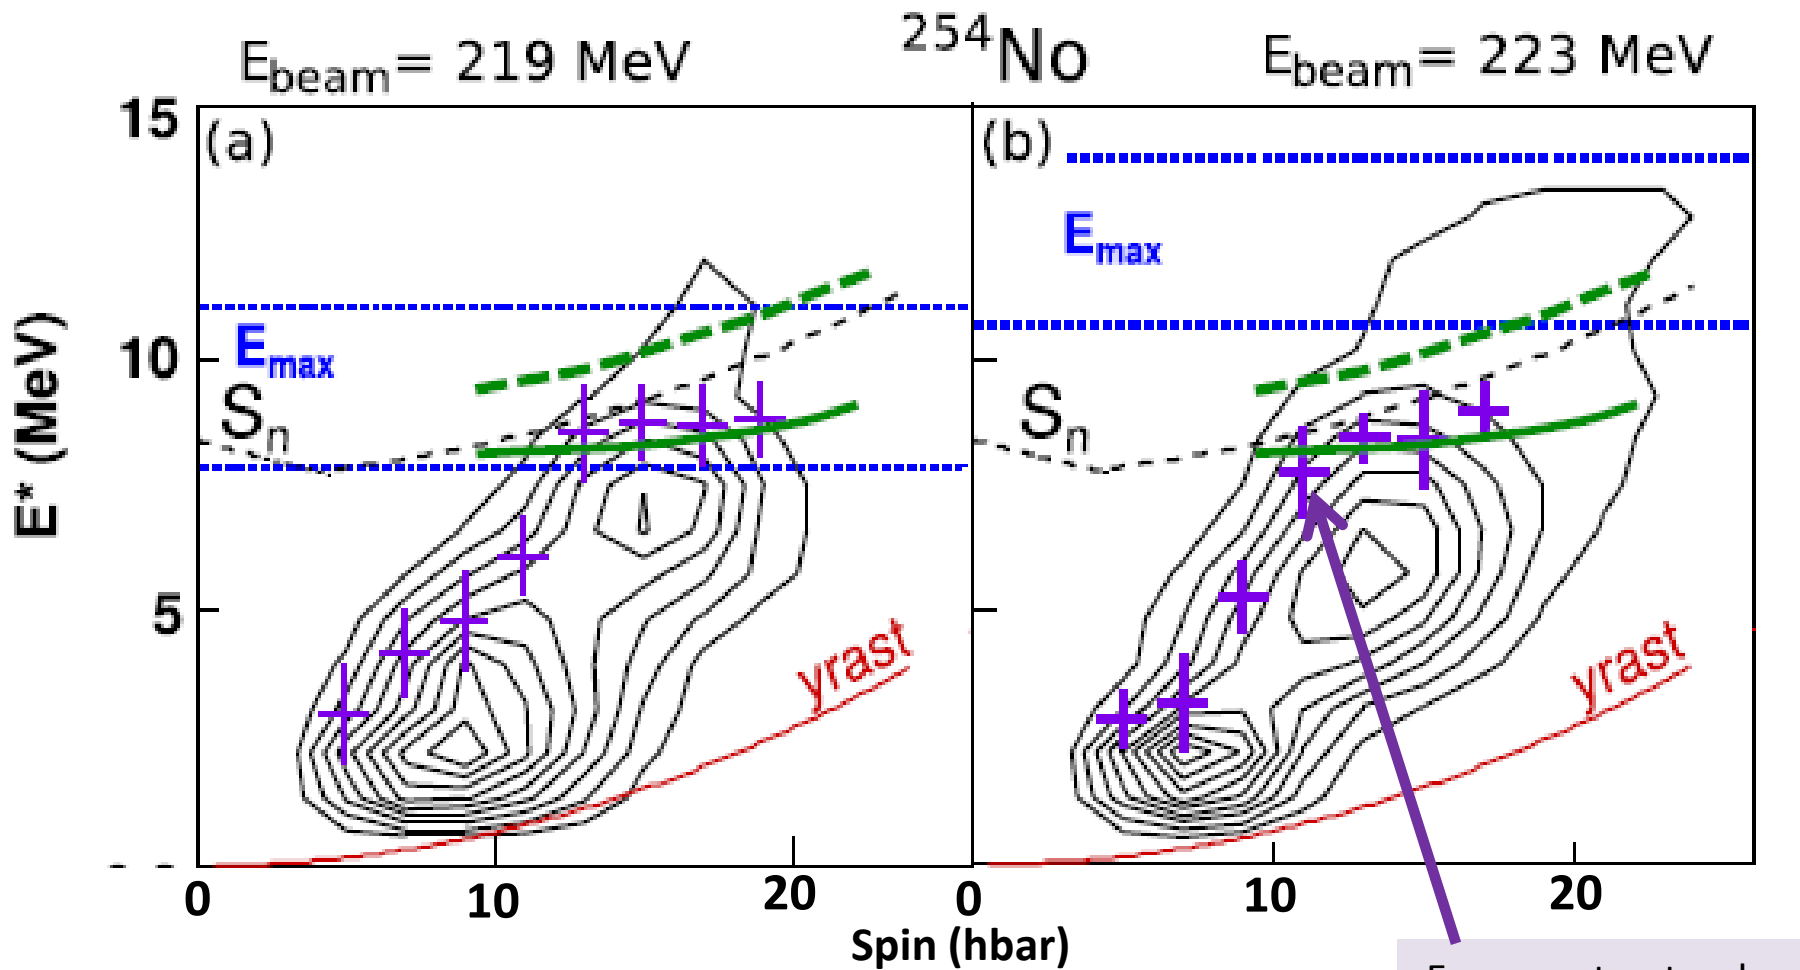 E_beam = 219 MeV
²⁵⁴No
E_beam = 223 MeV
15
10
5
E* (MeV)
(a)
E_max
S_n
yrast
(b)
E_max
S_n
yrast
0
10
20
0
10
20
Spin (hbar)